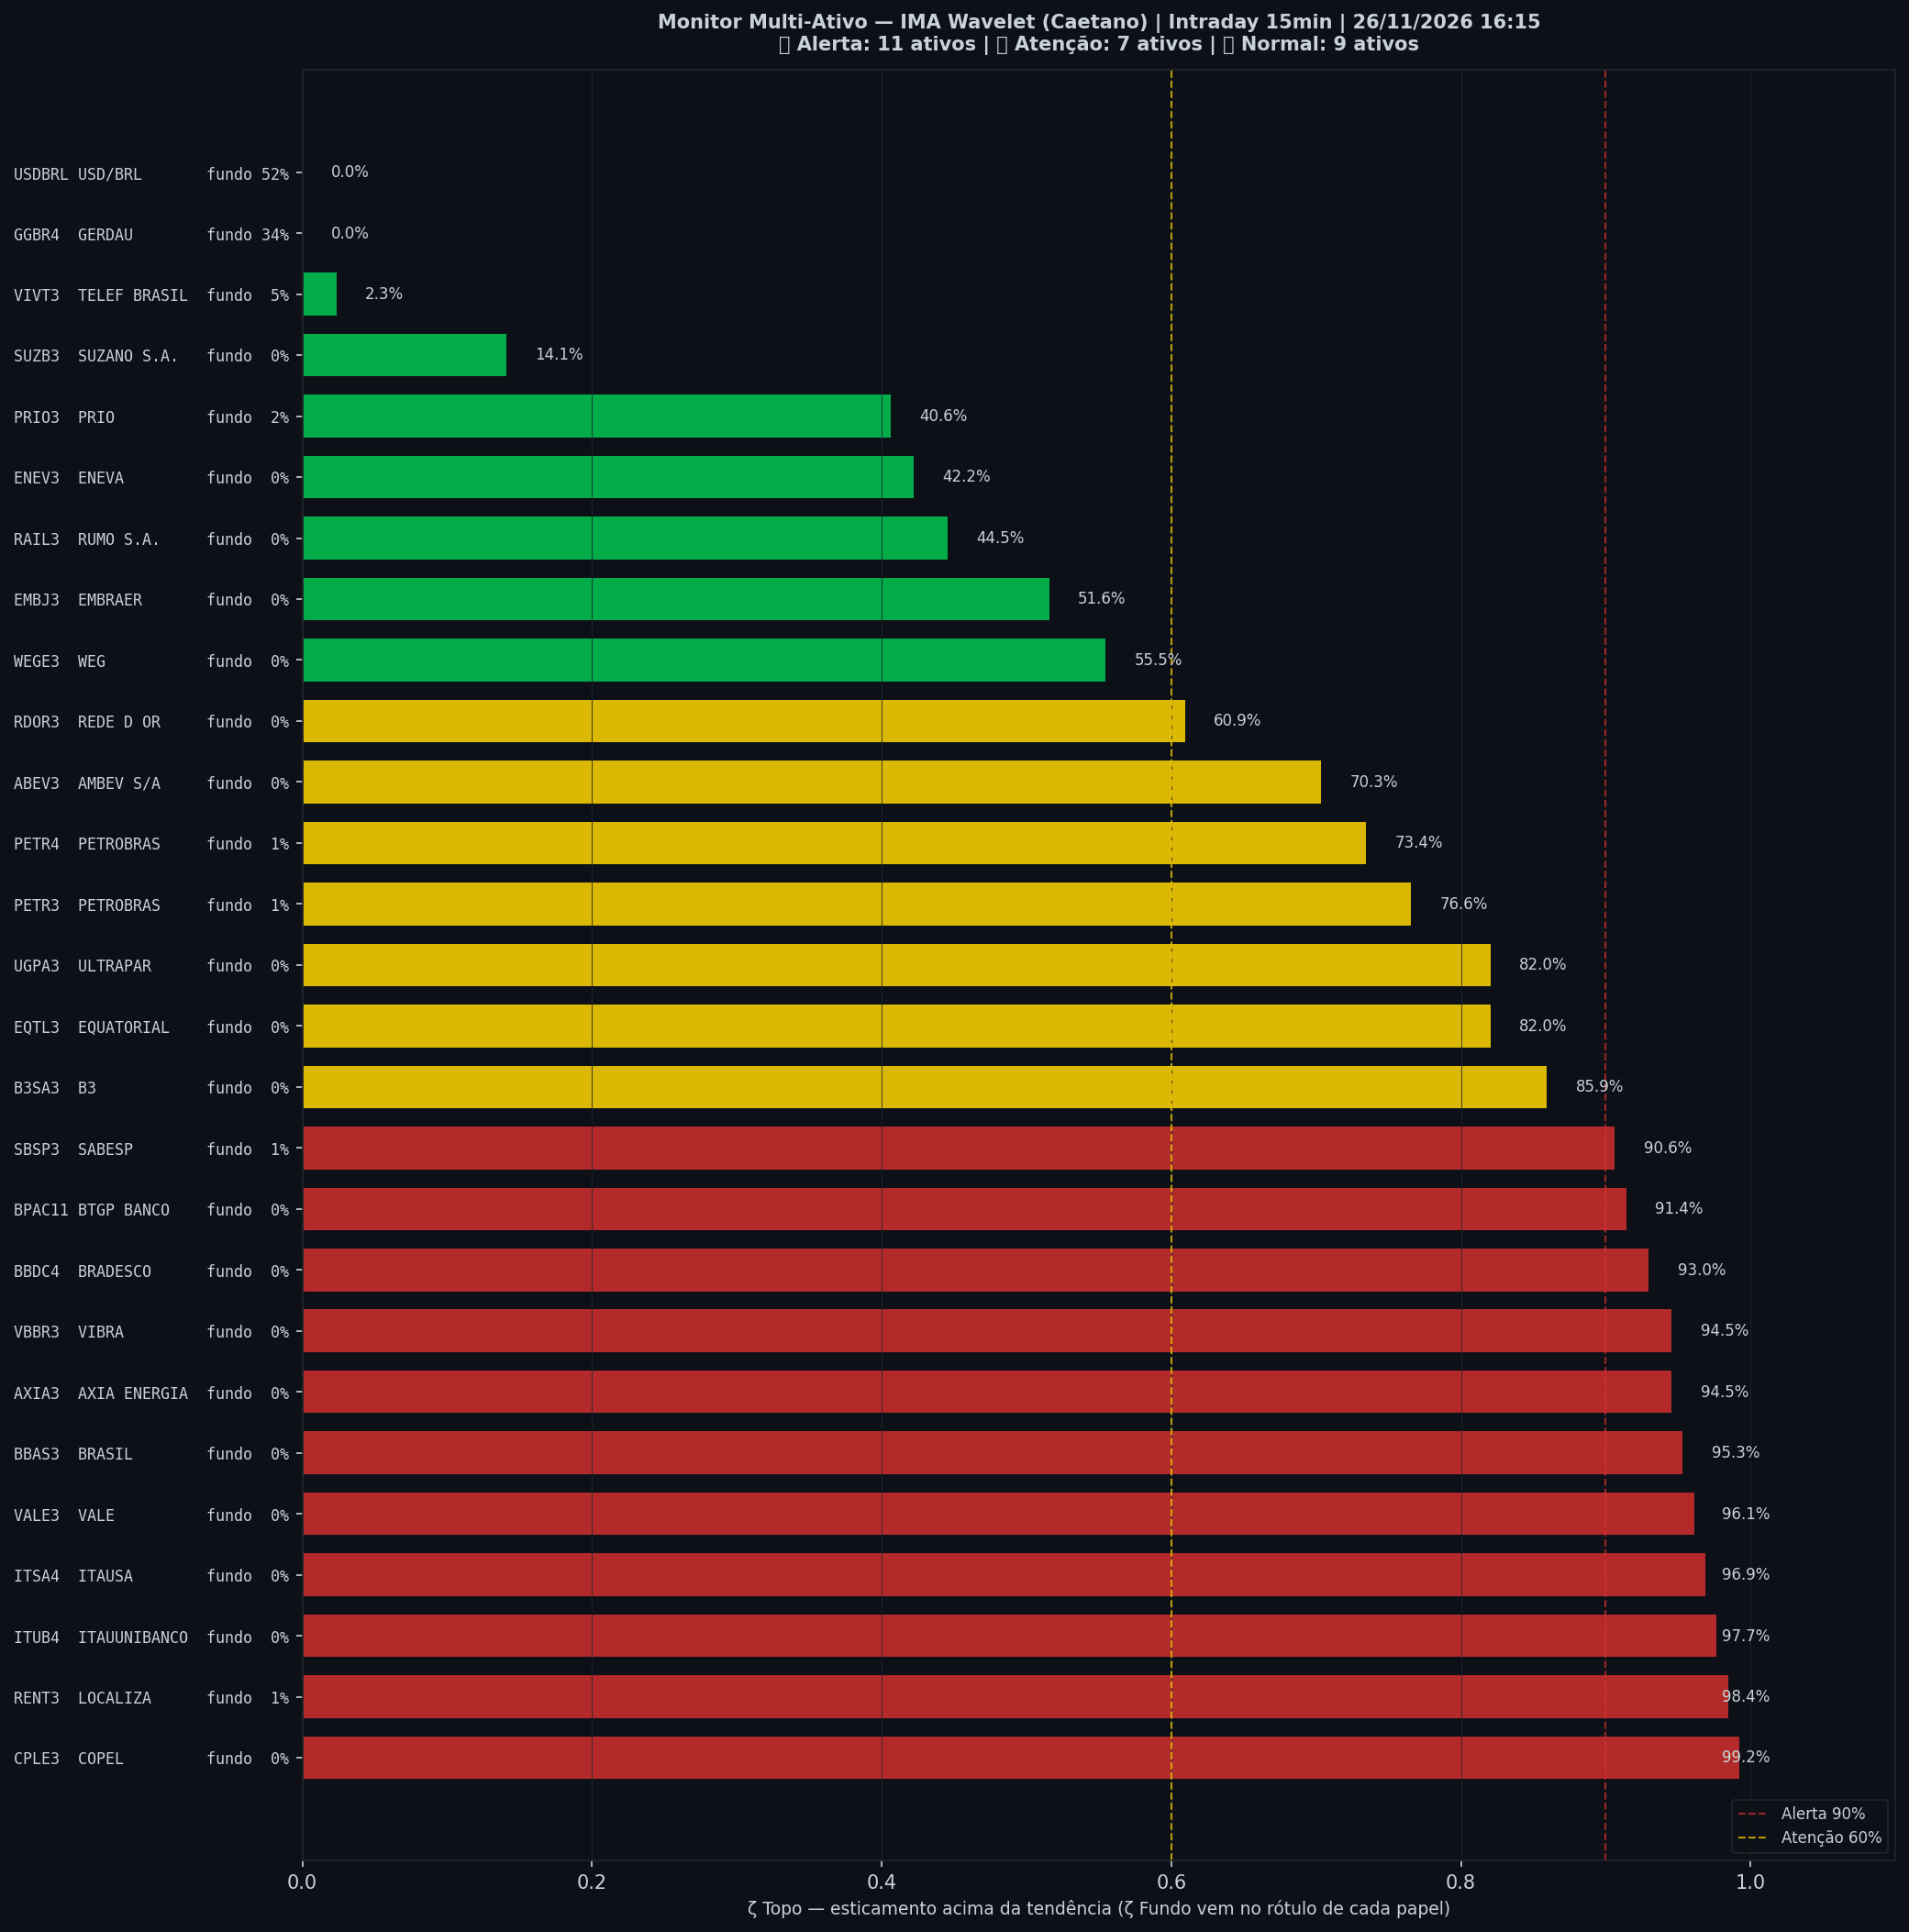 Monitor Multi-Ativo — IMA Wavelet (Caetano) | Intraday 15min | 26/11/2026 16:15
Alerta: 11 ativos | Atenção: 7 ativos | Normal: 9 ativos
USDBRL USD/BRL fundo 52% 0.0%
GGBR4 GERDAU fundo 34% 0.0%
VIVT3 TELEF BRASIL fundo 5% 2.3%
SUZB3 SUZANO S.A. fundo 0% 14.1%
PRIO3 PRIO fundo 2% 40.6%
ENEV3 ENEVA fundo 0% 42.2%
RAIL3 RUMO S.A. fundo 0% 44.5%
EMBJ3 EMBRAER fundo 0% 51.6%
WEGE3 WEG fundo 0% 55.5%
RDOR3 REDE D OR fundo 0% 60.9%
ABEV3 AMBEV S/A fundo 0% 70.3%
PETR4 PETROBRAS fundo 1% 73.4%
PETR3 PETROBRAS fundo 1% 76.6%
UGPA3 ULTRAPAR fundo 0% 82.0%
EQTL3 EQUATORIAL fundo 0% 82.0%
B3SA3 B3 fundo 0% 85.9%
SBSP3 SABESP fundo 1% 90.6%
BPAC11 BTGP BANCO fundo 0% 91.4%
BBDC4 BRADESCO fundo 0% 93.0%
VBBR3 VIBRA fundo 0% 94.5%
AXIA3 AXIA ENERGIA fundo 0% 94.5%
BBAS3 BRASIL fundo 0% 95.3%
VALE3 VALE fundo 0% 96.1%
ITSA4 ITAUSA fundo 0% 96.9%
ITUB4 ITAUUNIBANCO fundo 0% 97.7%
RENT3 LOCALIZA fundo 1% 98.4%
CPLE3 COPEL fundo 0% 99.2%
Alerta 90%
Atenção 60%
0.0 0.2 0.4 0.6 0.8 1.0
ζ Topo — esticamento acima da tendência (ζ Fundo vem no rótulo de cada papel)